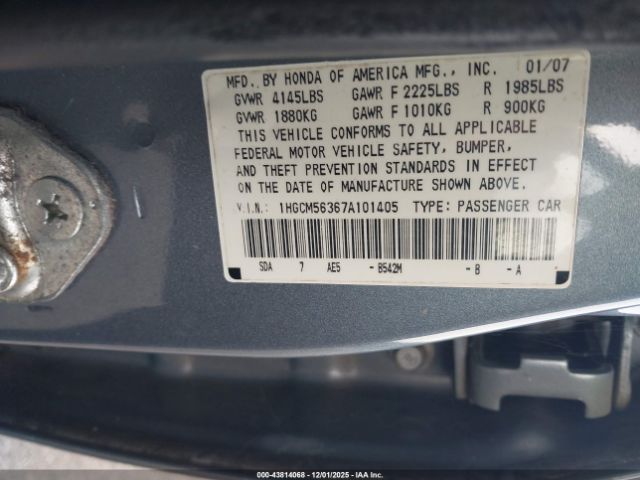 MFD. BY HONDA OF AMERICA MFG., INC. 01/07
GVWR 4145LBS GAWR F 2225LBS R 1985LBS
GVWR 1880KG GAWR F 1010KG R 900KG
THIS VEHICLE CONFORMS TO ALL APPLICABLE
FEDERAL MOTOR VEHICLE SAFETY, BUMPER,
AND THEFT PREVENTION STANDARDS IN EFFECT
ON THE DATE OF MANUFACTURE SHOWN ABOVE.
V.I.N.: 1HGCM56367A101405 TYPE: PASSENGER CAR
SDA 7 AE5 - B542M - B - A
000-43814068 - 12/01/2025 - IAA Inc.